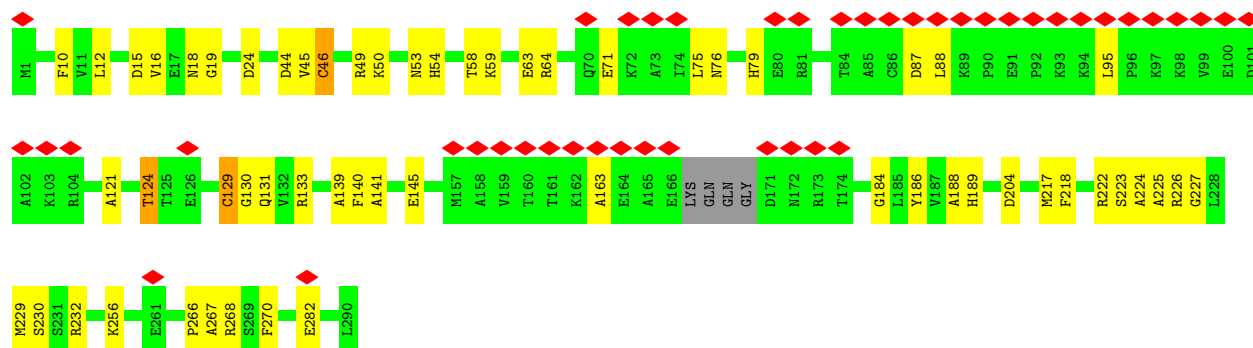 M1 F10 V11 L12 D15 V16 E17 N18 G19 D24 D44 V45 C46 R49 K50 N53 H54 T58 K59 E63 R64 Q70 E71 K72 A73 I74 L75 N76 H79 E80 R81 T84 A85 C86 D87 L88 K89 P90 E91 P92 K93 K94 L95 P96 K97 K98 V99 E100 D101
A102 K103 R104 A121 T124 T125 E126 C129 G130 Q131 V132 R133 A139 F140 A141 E145 M157 A158 V159 T160 T161 K162 A163 E164 A165 E166 LYS GLN GLN GLY D171 N172 R173 T174 G184 L185 Y186 V187 A188 H189 D204 M217 F218 R222 S223 A224 A225 R226 G227 L228
M229 S230 S231 R232 K256 E261 P266 A267 R268 S269 F270 E282 L290